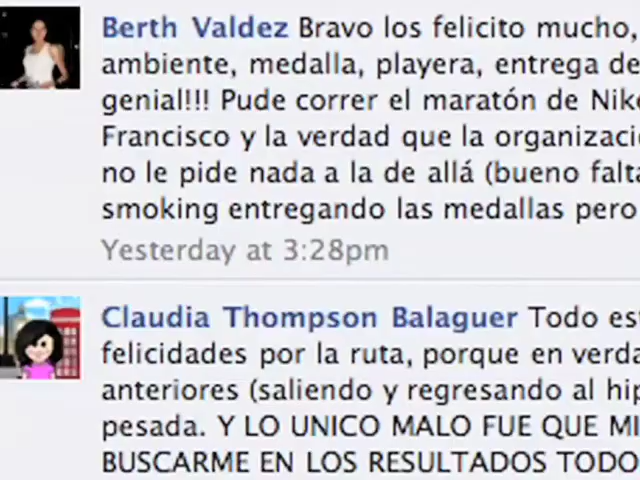 Berth Valdez Bravo los felicito mucho,
ambiente, medalla, playera, entrega de
genial!!! Pude correr el maratón de Nike
Francisco y la verdad que la organizaci
no le pide nada a la de allá (bueno falta
smoking entregando las medallas pero
Yesterday at 3:28pm
Claudia Thompson Balaguer Todo es
felicidades por la ruta, porque en verda
anteriores (saliendo y regresando al hip
pesada. Y LO UNICO MALO FUE QUE MI
BUSCARME EN LOS RESULTADOS TODO